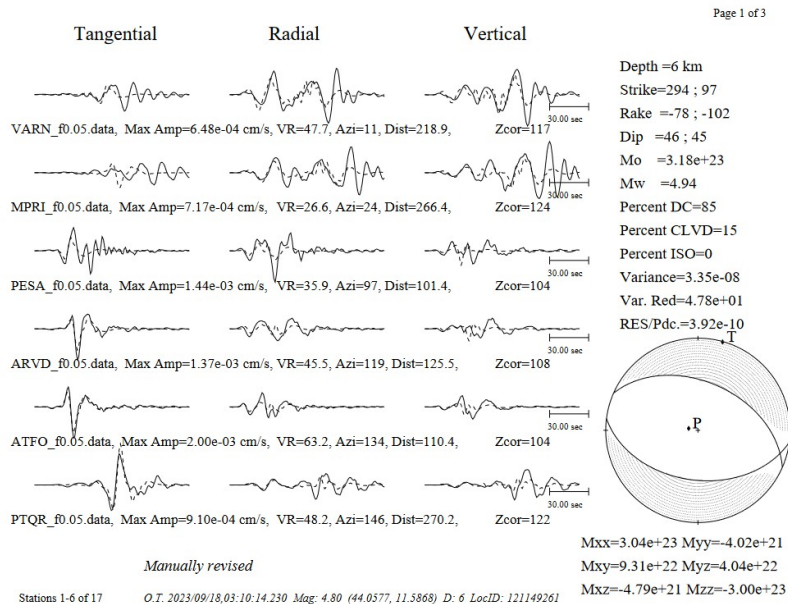 Page 1 of 3
Tangential Radial Vertical
30.00 sec
VARN_f0.05.data, Max Amp=6.48e-04 cm/s, VR=47.7, Azi=11, Dist=218.9, Zcor=117
30.00 sec
MPRI_f0.05.data, Max Amp=7.17e-04 cm/s, VR=26.6, Azi=24, Dist=266.4, Zcor=124
30.00 sec
PESA_f0.05.data, Max Amp=1.44e-03 cm/s, VR=35.9, Azi=97, Dist=101.4, Zcor=104
30.00 sec
ARVD_f0.05.data, Max Amp=1.37e-03 cm/s, VR=45.5, Azi=119, Dist=125.5, Zcor=108
30.00 sec
ATFO_f0.05.data, Max Amp=2.00e-03 cm/s, VR=63.2, Azi=134, Dist=110.4, Zcor=104
30.00 sec
PTQR_f0.05.data, Max Amp=9.10e-04 cm/s, VR=48.2, Azi=146, Dist=270.2, Zcor=122
Depth =6 km
Strike=294 ; 97
Rake =-78 ; -102
Dip =46 ; 45
Mo =3.18e+23
Mw =4.94
Percent DC=85
Percent CLVD=15
Percent ISO=0
Variance=3.35e-08
Var. Red=4.78e+01
RES/Pdc.=3.92e-10
T
P
Mxx=3.04e+23 Myy=-4.02e+21
Mxy=9.31e+22 Myz=4.04e+22
Mxz=-4.79e+21 Mzz=-3.00e+23
Manually revised
Stations 1-6 of 17 O.T. 2023/09/18,03:10:14.230 Mag: 4.80 (44.0577, 11.5868) D: 6 LocID: 121149261